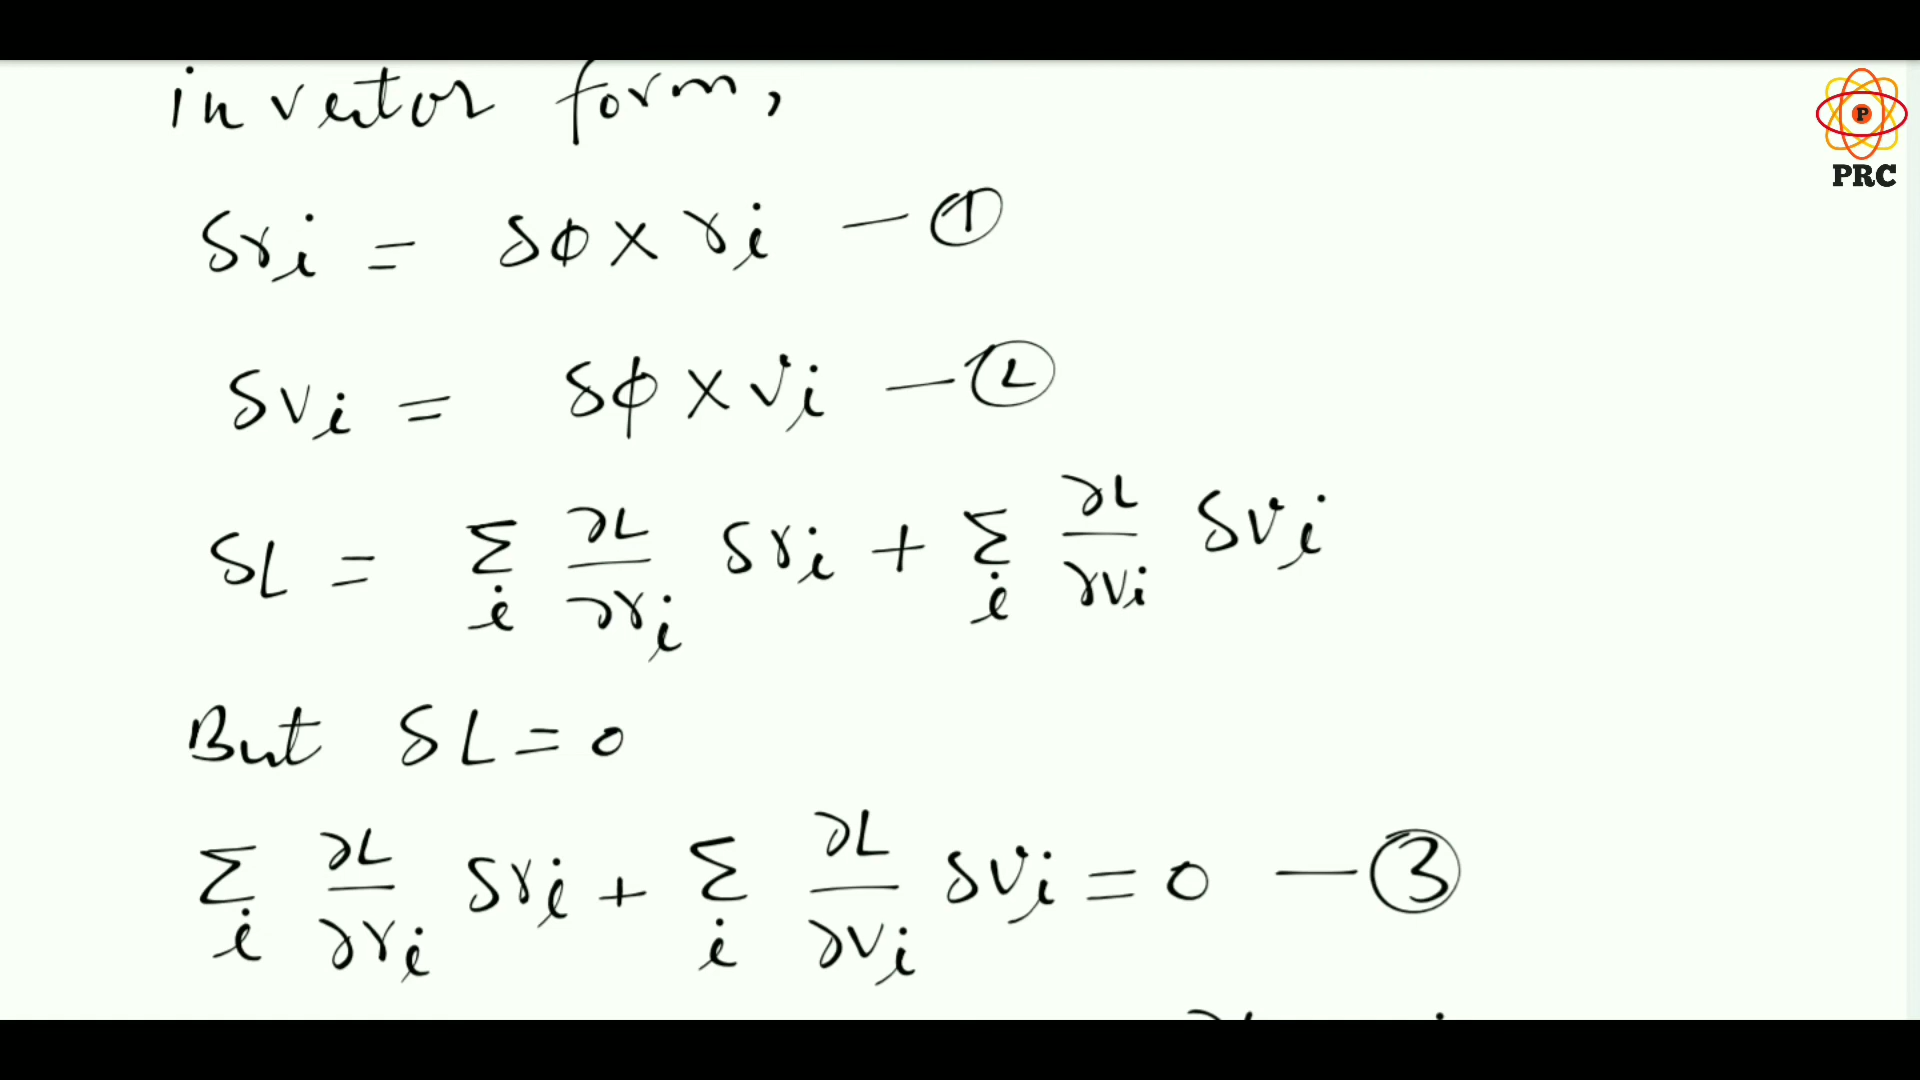 in vector form,
P
PRC
δri = δφ × ri — ①
δvi = δφ × vi — ②
δL = Σi ∂L/∂ri δri + Σi ∂L/∂vi δvi
But δL = 0
Σi ∂L/∂ri δri + Σi ∂L/∂vi δvi = 0 — ③